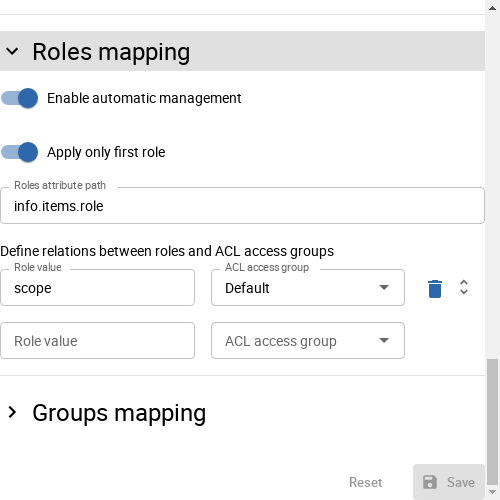 Roles mapping
Enable automatic management
Apply only first role
Roles attribute path
info.items.role
Define relations between roles and ACL access groups
Role value ACL access group
scope Default
Role value ACL access group
Groups mapping
Reset Save